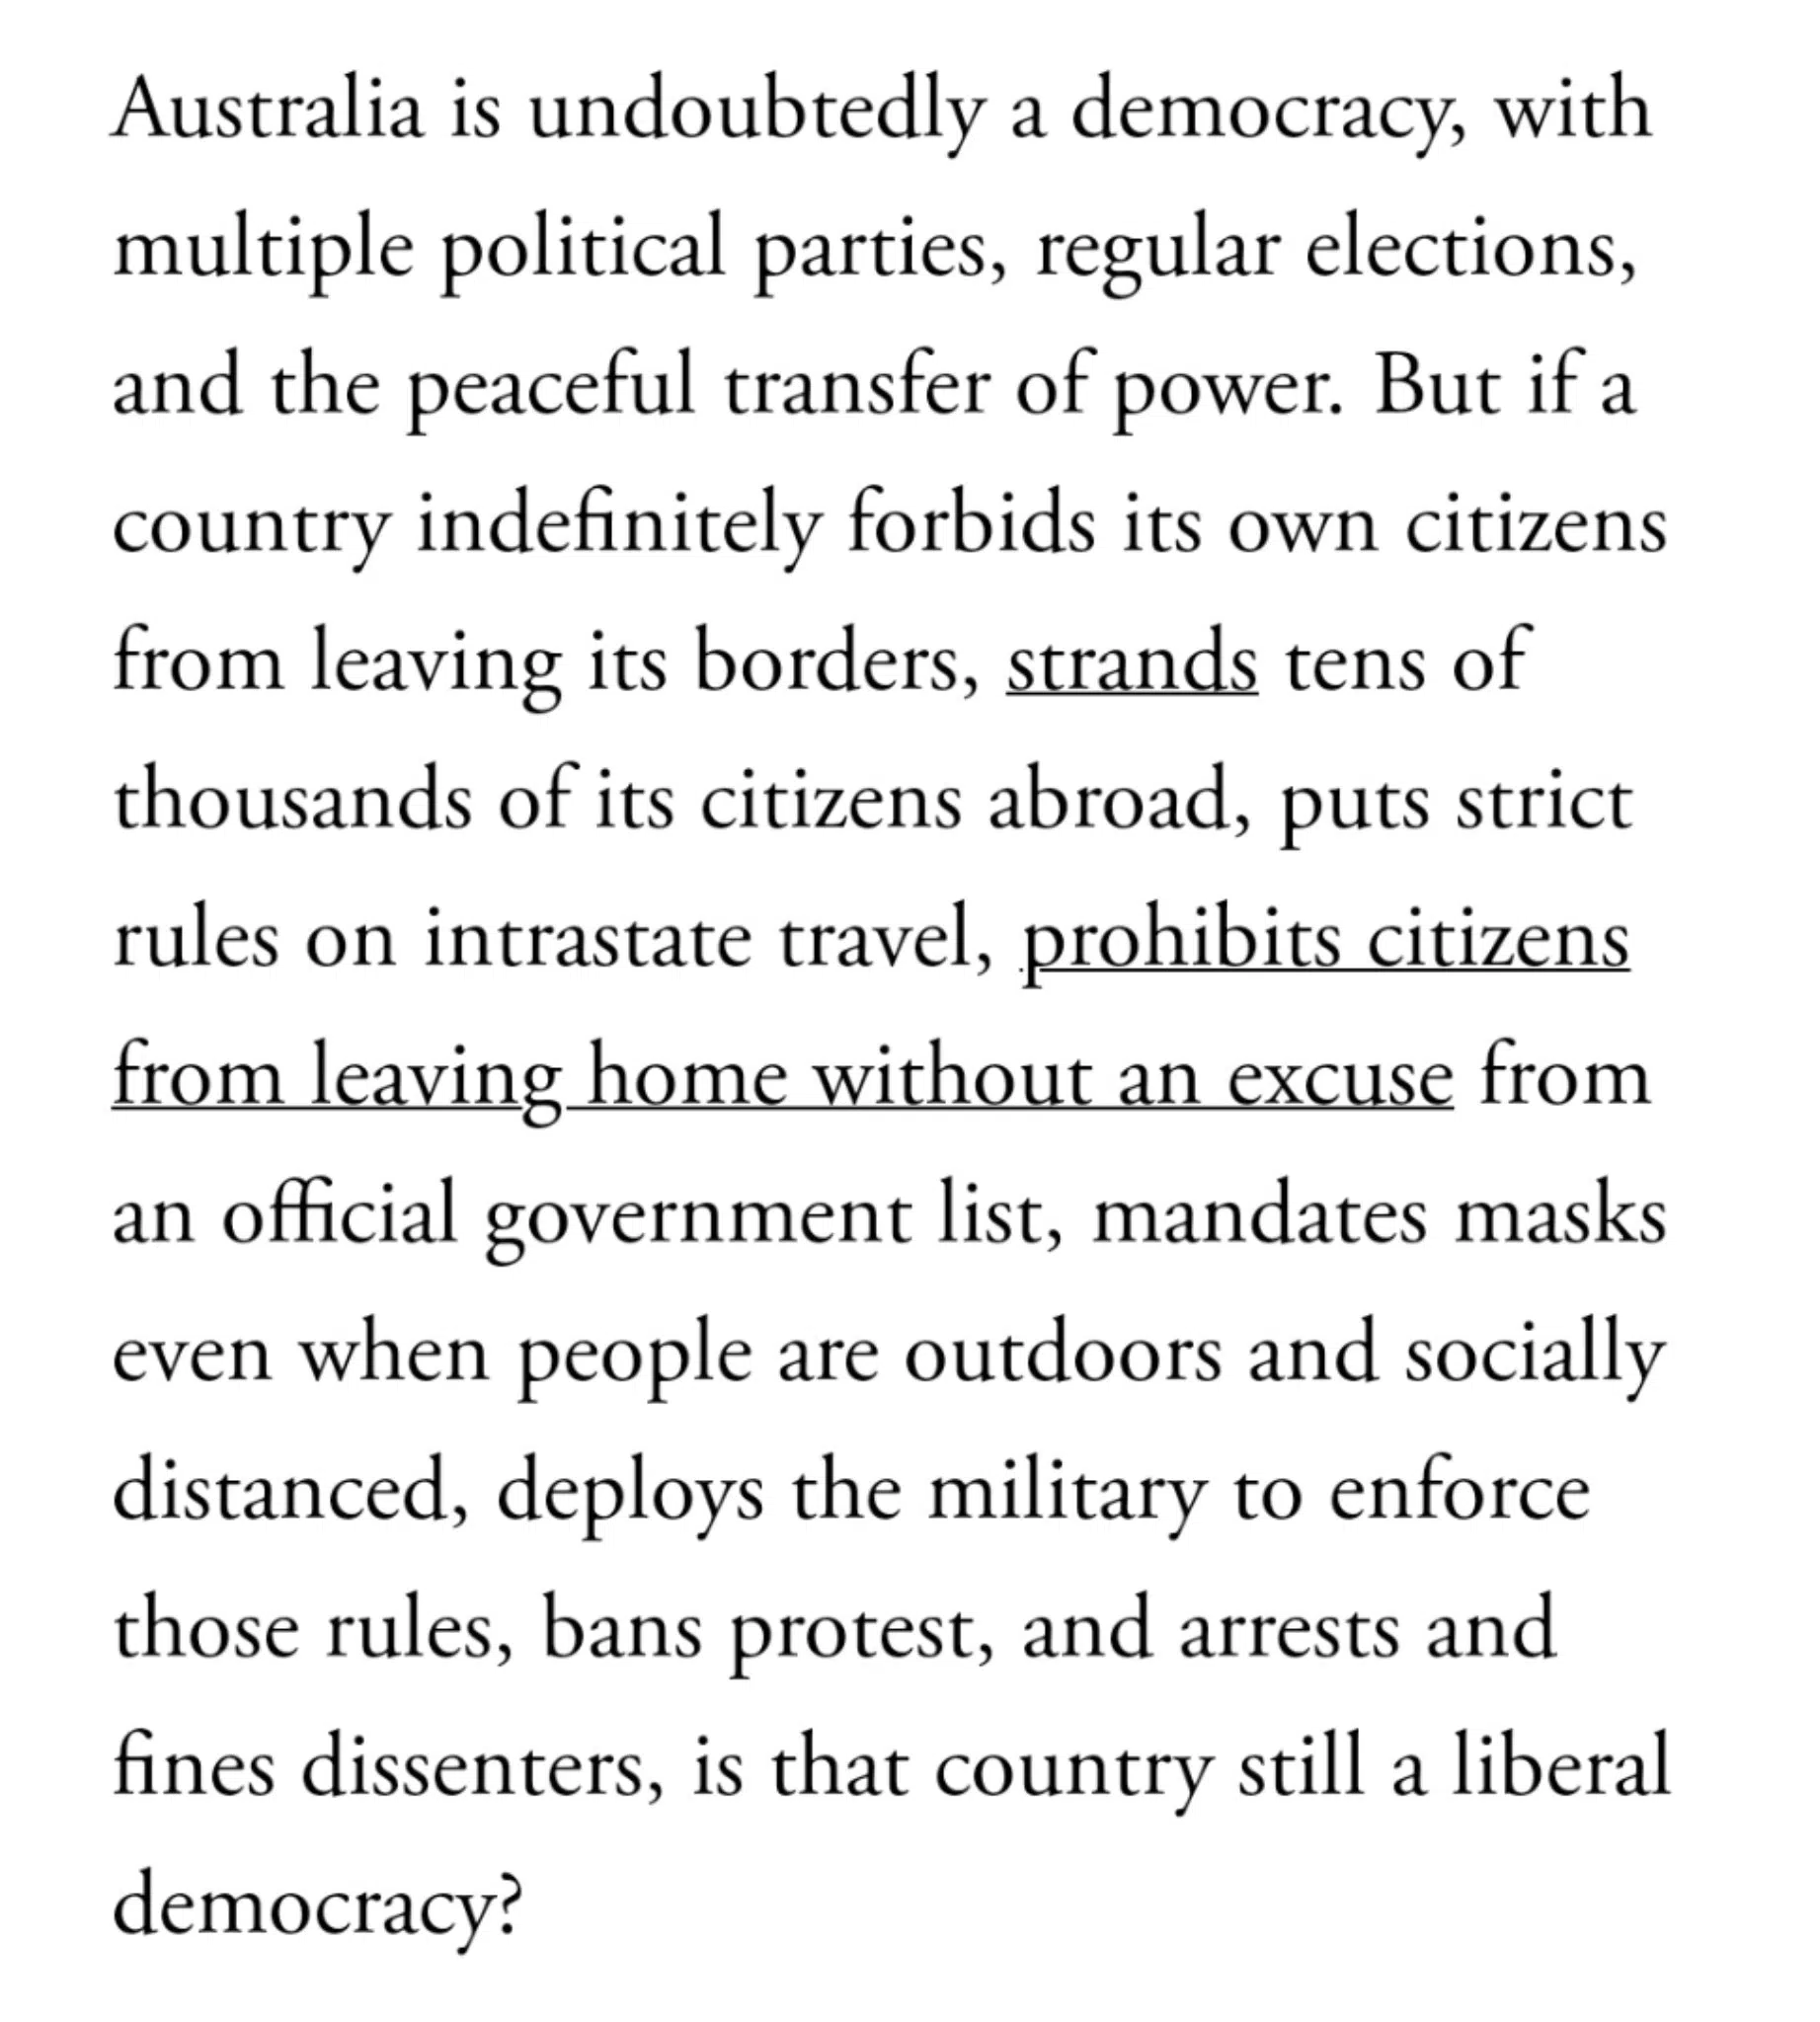 Australia is undoubtedly a democracy, with
multiple political parties, regular elections,
and the peaceful transfer of power. But if a
country indefinitely forbids its own citizens
from leaving its borders, strands tens of
thousands of its citizens abroad, puts strict
rules on intrastate travel, prohibits citizens
from leaving home without an excuse from
an official government list, mandates masks
even when people are outdoors and socially
distanced, deploys the military to enforce
those rules, bans protest, and arrests and
fines dissenters, is that country still a liberal
democracy?